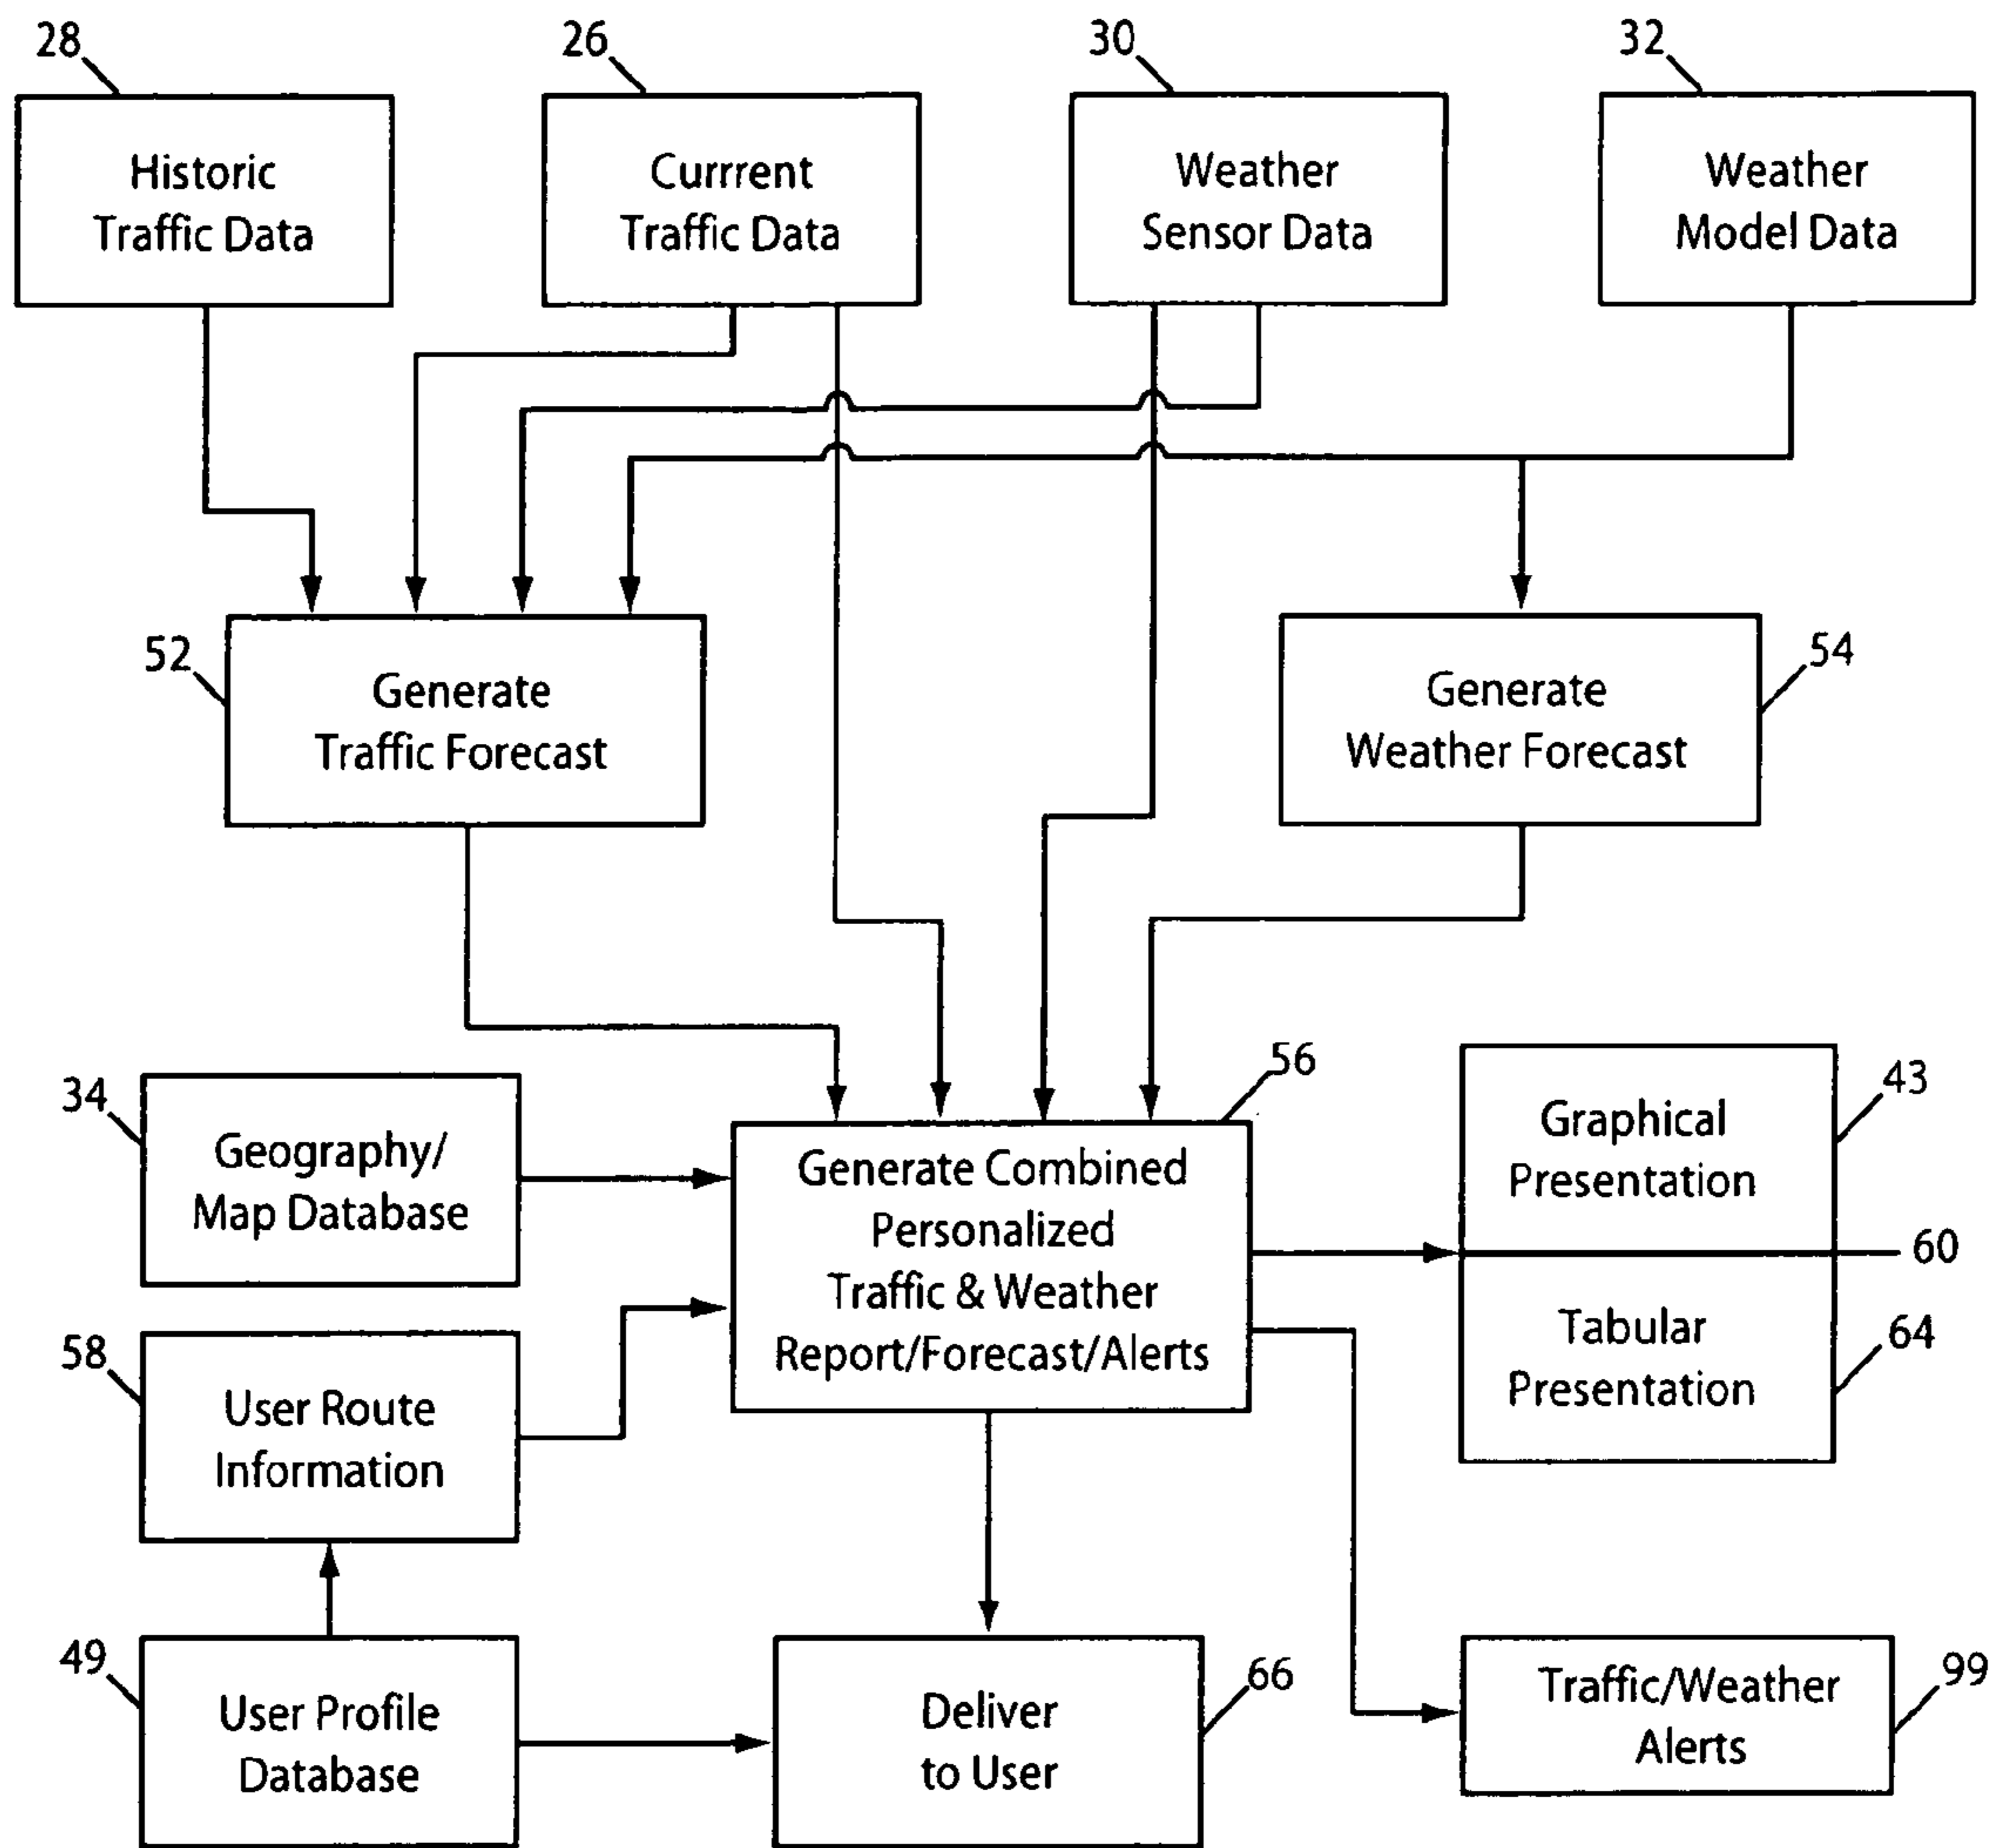 28
26
30
32
Historic
Traffic Data
Currrent
Traffic Data
Weather
Sensor Data
Weather
Model Data
52
Generate
Traffic Forecast
Generate
Weather Forecast
54
34
Geography/
Map Database
56
Generate Combined
Personalized
Traffic & Weather
Report/Forecast/Alerts
Graphical
Presentation
43
60
Tabular
Presentation
64
58
User Route
Information
49
User Profile
Database
Deliver
to User
66
Traffic/Weather
Alerts
99